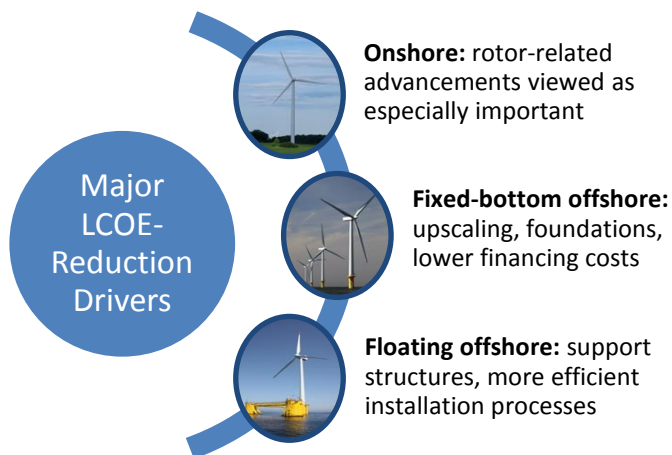 Major
LCOE-
Reduction
Drivers
Onshore: rotor-related
advancements viewed as
especially important
Fixed-bottom offshore:
upscaling, foundations,
lower financing costs
Floating offshore: support
structures, more efficient
installation processes